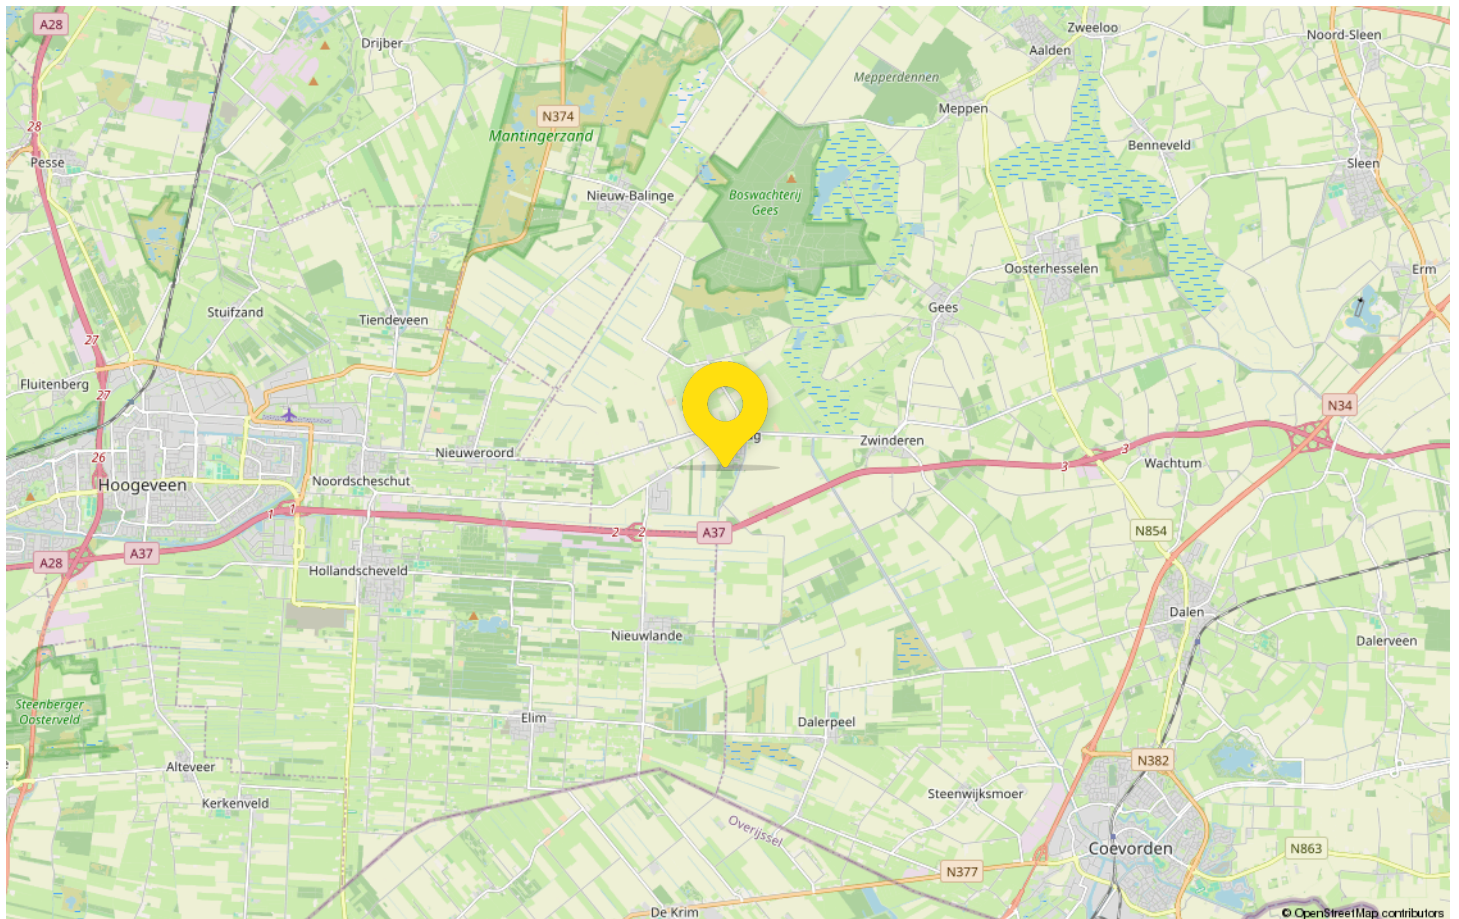 A28
Drijber
Zweeloo
Aalden
Noord-Sleen
Mepperdennen
Meppen
N374
Mantingerzand
28
Pesse
Benneveld
Sleen
Nieuw-Balinge
Boswachterij
Gees
Oosterhesselen
Erm
Gees
Stuifzand
Tiendeveen
27
Fluitenberg
27
N34
Zwinderen
3
3
Wachtum
26
Nieuweroord
Noordscheschut
Hoogeveen
1
1
2
2
A37
N854
A28
A37
Hollandscheveld
Dalen
Nieuwlande
Dalerveen
Steenberger
Oosterveld
Elim
Dalerpeel
N382
Alteveer
Kerkenveld
Steenwijksmoer
Overijssel
Coevorden
N863
N377
De Krim
© OpenStreetMap contributors